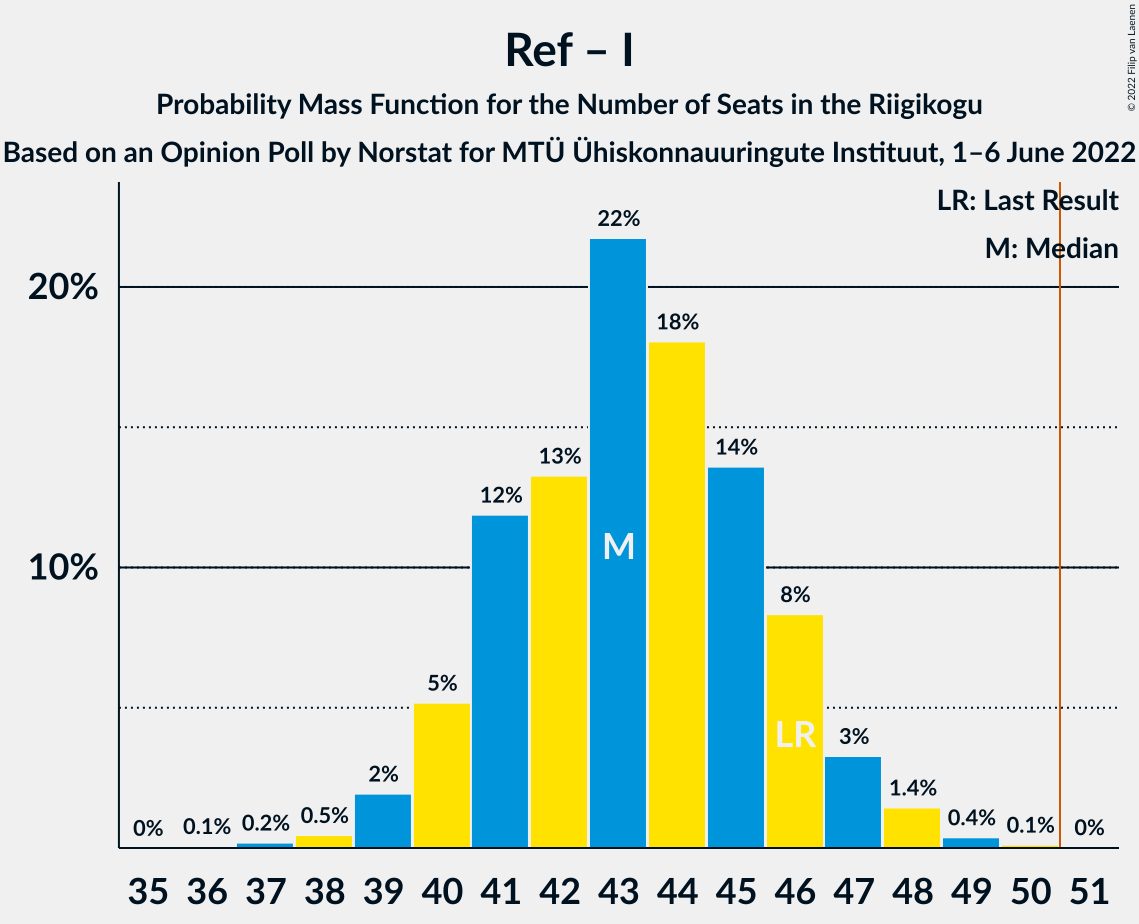 Ref – I
Probability Mass Function for the Number of Seats in the Riigikogu
Based on an Opinion Poll by Norstat for MTÜ Ühiskonnauuringute Instituut, 1–6 June 2022
© 2022 Filip van Laenen
LR: Last Result
M: Median
20%
10%
0% 0.1% 0.2% 0.5% 2% 5% 12% 13% 22% 18% 14% 8% 3% 1.4% 0.4% 0.1% 0%
M
LR
35 36 37 38 39 40 41 42 43 44 45 46 47 48 49 50 51